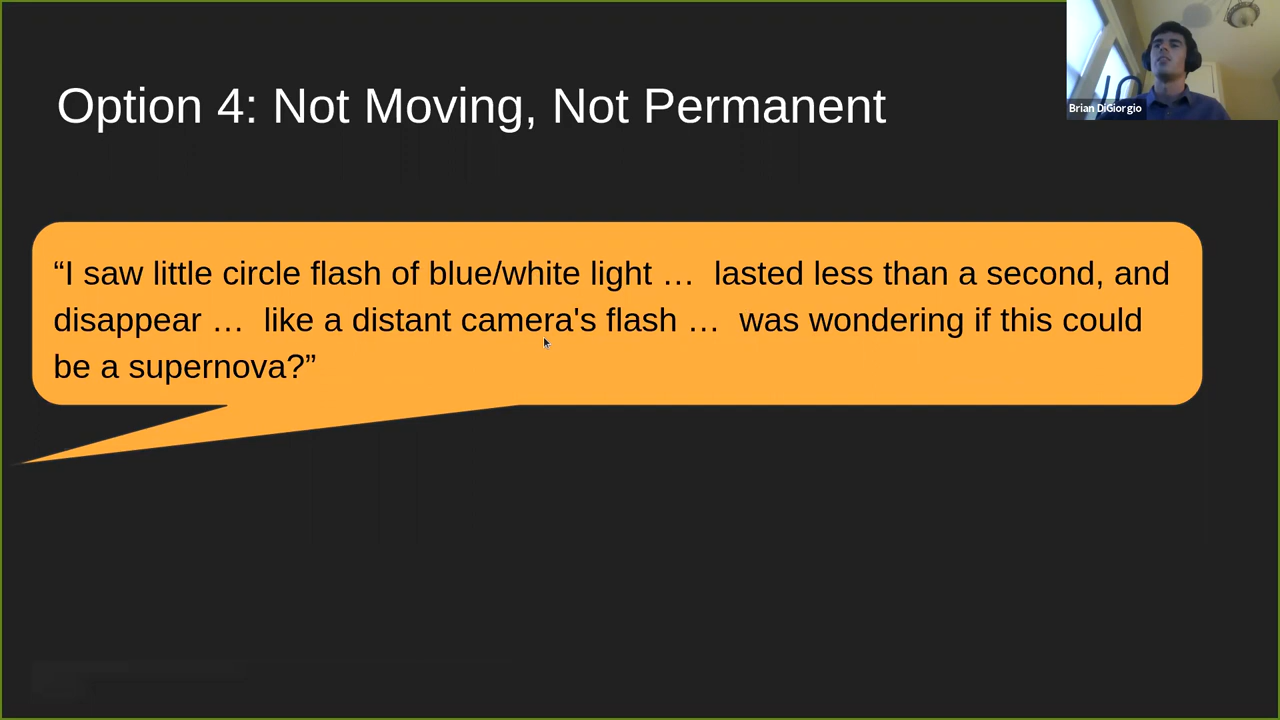 Option 4: Not Moving, Not Permanent
Brian DiGiorgio
“I saw little circle flash of blue/white light … lasted less than a second, and
disappear … like a distant camera's flash … was wondering if this could
be a supernova?”